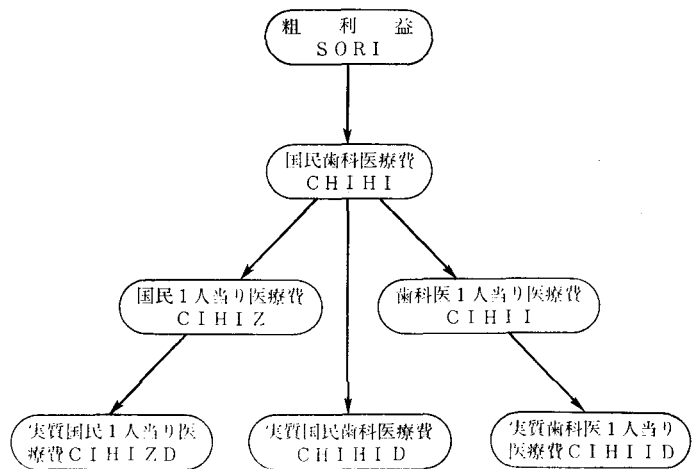 粗利益
SORI
国民歯科医療費
CHIHI
国民1人当り医療費
CIHIZ
歯科医1人当り医療費
CIHII
実質国民1人当り医
療費CIHIZD
実質国民歯科医療費
CHIHID
実質歯科医1人当り
医療費CIHIID